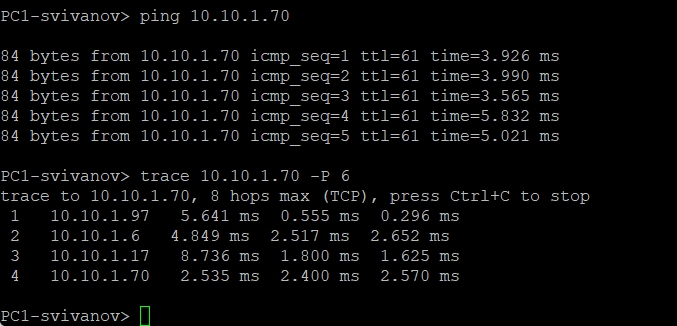 PC1-svivanov> ping 10.10.1.70
84 bytes from 10.10.1.70 icmp_seq=1 ttl=61 time=3.926 ms
84 bytes from 10.10.1.70 icmp_seq=2 ttl=61 time=3.990 ms
84 bytes from 10.10.1.70 icmp_seq=3 ttl=61 time=3.565 ms
84 bytes from 10.10.1.70 icmp_seq=4 ttl=61 time=5.832 ms
84 bytes from 10.10.1.70 icmp_seq=5 ttl=61 time=5.021 ms
PC1-svivanov> trace 10.10.1.70 -P 6
trace to 10.10.1.70, 8 hops max (TCP), press Ctrl+C to stop
 1   10.10.1.97   5.641 ms  0.555 ms  0.296 ms
 2   10.10.1.6   4.849 ms  2.517 ms  2.652 ms
 3   10.10.1.17   8.736 ms  1.800 ms  1.625 ms
 4   10.10.1.70   2.535 ms  2.400 ms  2.570 ms
PC1-svivanov>